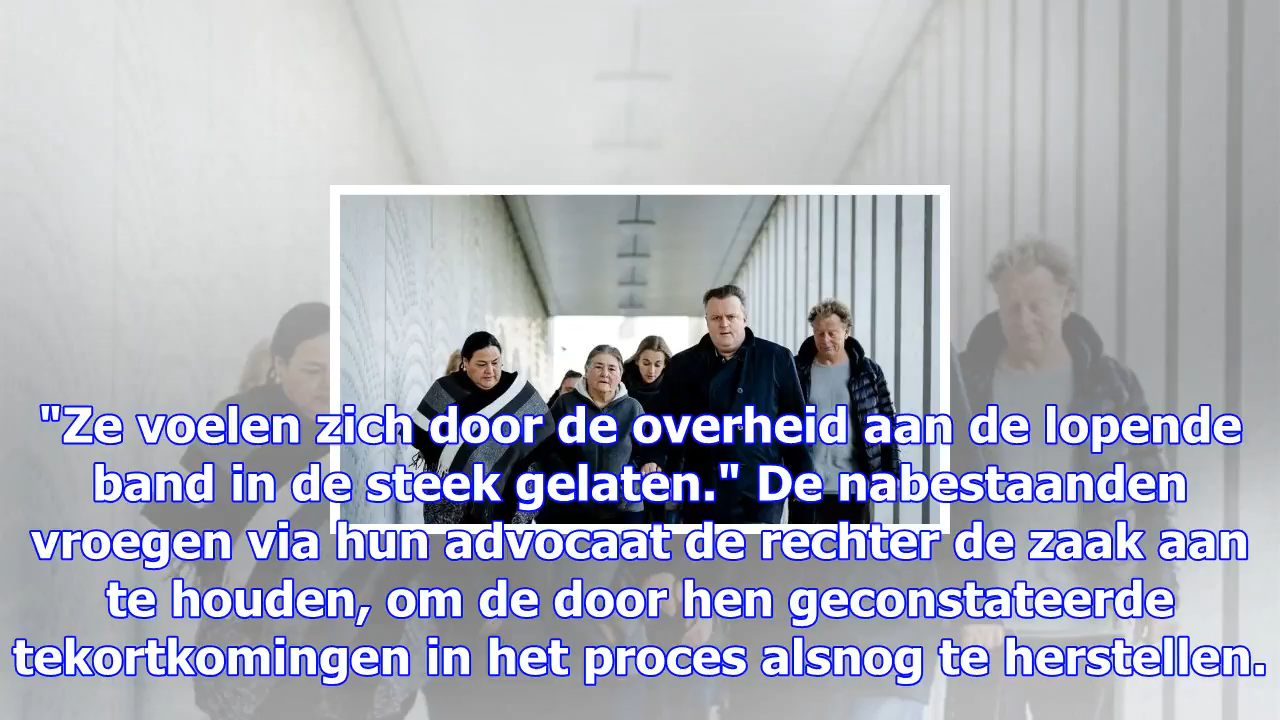 "Ze voelen zich door de overheid aan de lopende
band in de steek gelaten." De nabestaanden
vroegen via hun advocaat de rechter de zaak aan
te houden, om de door hen geconstateerde
tekortkomingen in het proces alsnog te herstellen.